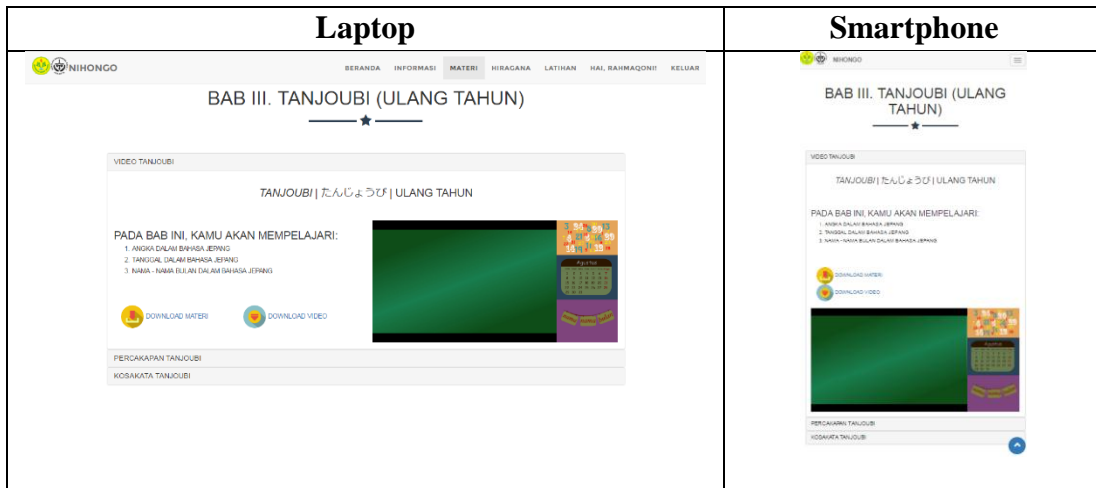 Laptop
Smartphone
NIHONGO
BERANDA INFORMASI MATERI HIRAGANA LATIHAN HAI, RAHMAQONI! KELUAR
BAB III. TANJOUBI (ULANG TAHUN)
VIDEO TANJOUBI
TANJOUBI | たんじょうび | ULANG TAHUN
PADA BAB INI, KAMU AKAN MEMPELAJARI:
1. ANGKA DALAM BAHASA JEPANG
2. TANGGAL DALAM BAHASA JEPANG
3. NAMA - NAMA BULAN DALAM BAHASA JEPANG
DOWNLOAD MATERI
DOWNLOAD VIDEO
Agustus
PERCAKAPAN TANJOUBI
KOSAKATA TANJOUBI
NIHONGO
BAB III. TANJOUBI (ULANG
TAHUN)
VIDEO TANJOUBI
TANJOUBI | たんじょうび | ULANG TAHUN
PADA BAB INI, KAMU AKAN MEMPELAJARI:
1. ANGKA DALAM BAHASA JEPANG
2. TANGGAL DALAM BAHASA JEPANG
3. NAMA - NAMA BULAN DALAM BAHASA JEPANG
DOWNLOAD MATERI
DOWNLOAD VIDEO
Agustus
PERCAKAPAN TANJOUBI
KOSAKATA TANJOUBI